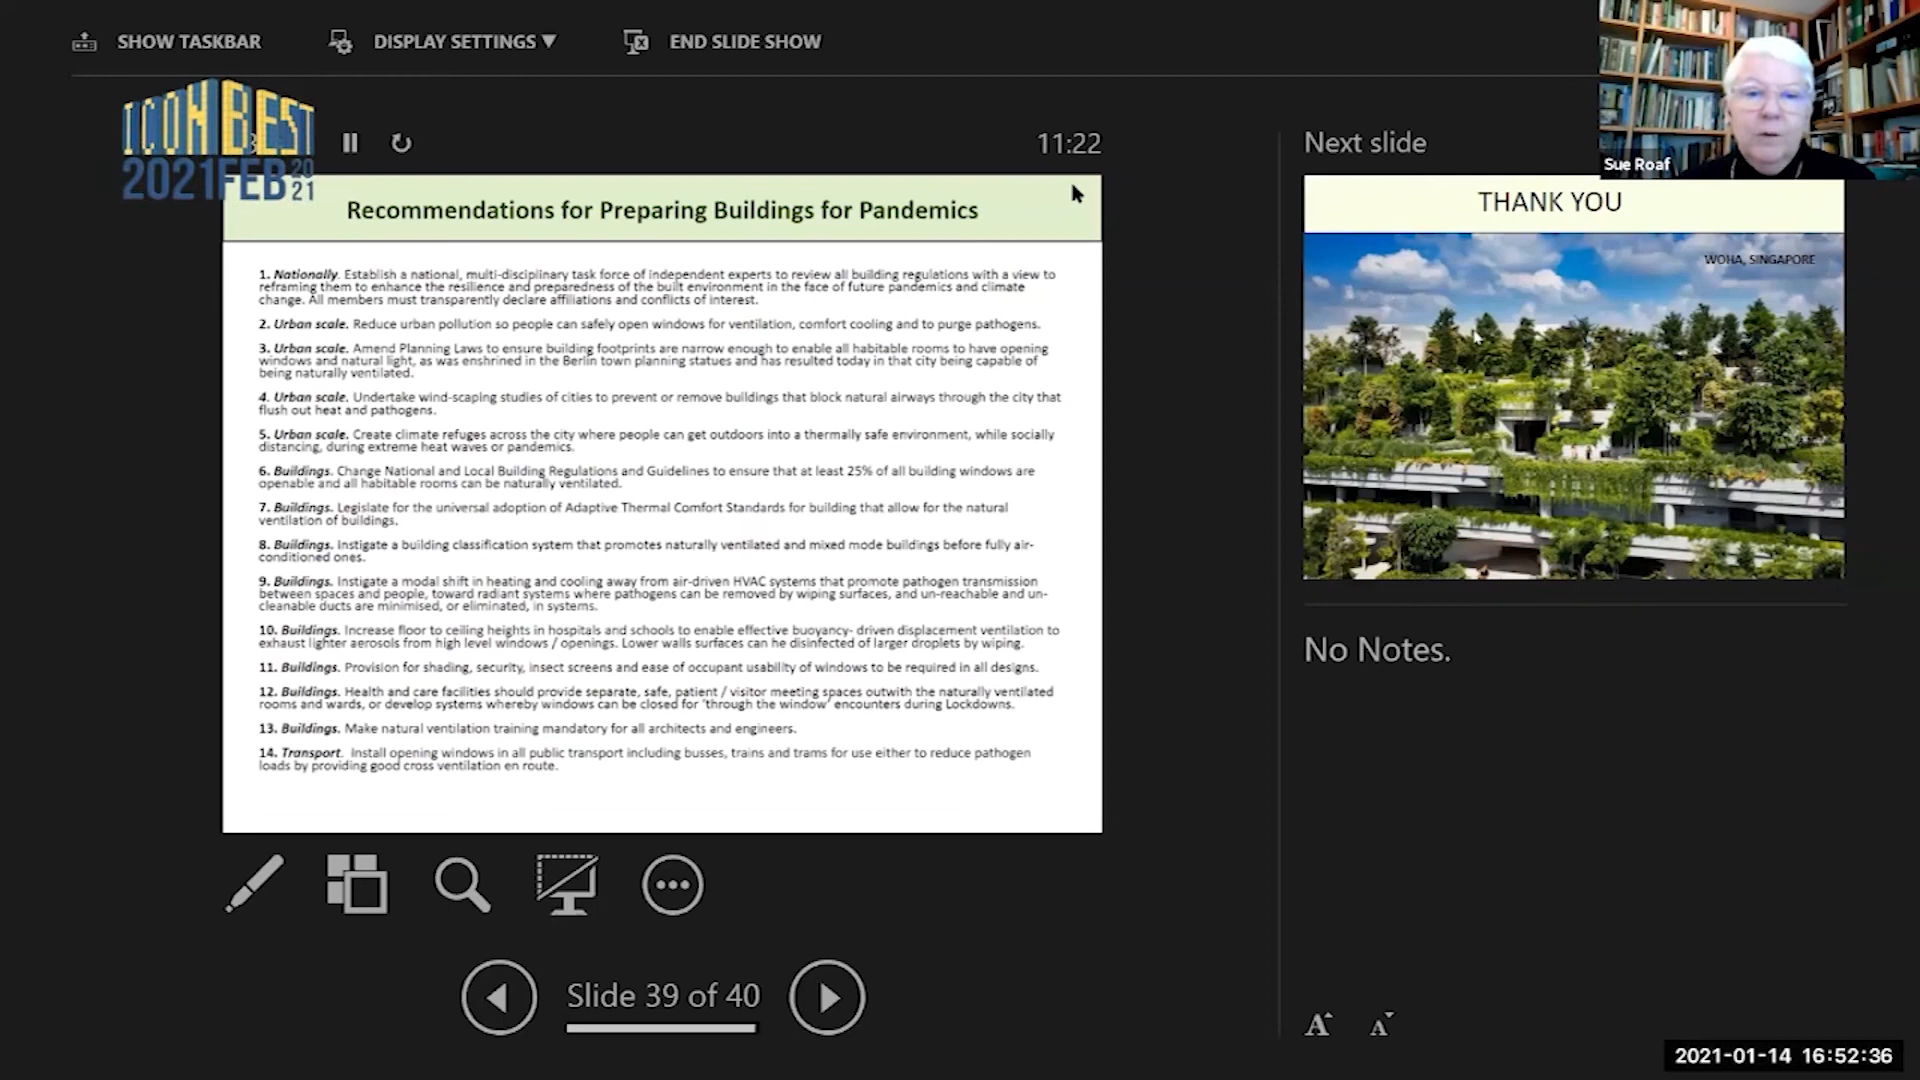 SHOW TASKBAR
DISPLAY SETTINGS ▼
END SLIDE SHOW
ICON BEST
2021FEB 20
21
11:22
Next slide
Sue Roaf
Recommendations for Preparing Buildings for Pandemics
1. Nationally. Establish a national, multi-disciplinary task force of independent experts to review all building regulations with a view to
reframing them to enhance the resilience and preparedness of the built environment in the face of future pandemics and climate
change. All members must transparently declare affiliations and conflicts of interest.
2. Urban scale. Reduce urban pollution so people can safely open windows for ventilation, comfort cooling and to purge pathogens.
3. Urban scale. Amend Planning Laws to ensure building footprints are narrow enough to enable all habitable rooms to have opening
windows and natural light, as was enshrined in the Berlin town planning statues and has resulted today in that city being capable of
being naturally ventilated.
4. Urban scale. Undertake wind-scaping studies of cities to prevent or remove buildings that block natural airways through the city that
flush out heat and pathogens.
5. Urban scale. Create climate refuges across the city where people can get outdoors into a thermally safe environment, while socially
distancing, during extreme heat waves or pandemics.
6. Buildings. Change National and Local Building Regulations and Guidelines to ensure that at least 25% of all building windows are
openable and all habitable rooms can be naturally ventilated.
7. Buildings. Legislate for the universal adoption of Adaptive Thermal Comfort Standards for building that allow for the natural
ventilation of buildings.
8. Buildings. Instigate a building classification system that promotes naturally ventilated and mixed mode buildings before fully air-
conditioned ones.
9. Buildings. Instigate a modal shift in heating and cooling away from air-driven HVAC systems that promote pathogen transmission
between spaces and people, toward radiant systems where pathogens can be removed by wiping surfaces, and un-reachable and un-
cleanable ducts are minimised, or eliminated, in systems.
10. Buildings. Increase floor to ceiling heights in hospitals and schools to enable effective buoyancy- driven displacement ventilation to
exhaust lighter aerosols from high level windows / openings. Lower walls surfaces can he disinfected of larger droplets by wiping.
11. Buildings. Provision for shading, security, insect screens and ease of occupant usability of windows to be required in all designs.
12. Buildings. Health and care facilities should provide separate, safe, patient / visitor meeting spaces outwith the naturally ventilated
rooms and wards, or develop systems whereby windows can be closed for 'through the window' encounters during Lockdowns.
13. Buildings. Make natural ventilation training mandatory for all architects and engineers.
14. Transport. Install opening windows in all public transport including busses, trains and trams for use either to reduce pathogen
loads by providing good cross ventilation en route.
THANK YOU
WOHA, SINGAPORE
No Notes.
Slide 39 of 40
A A
2021-01-14 16:52:36